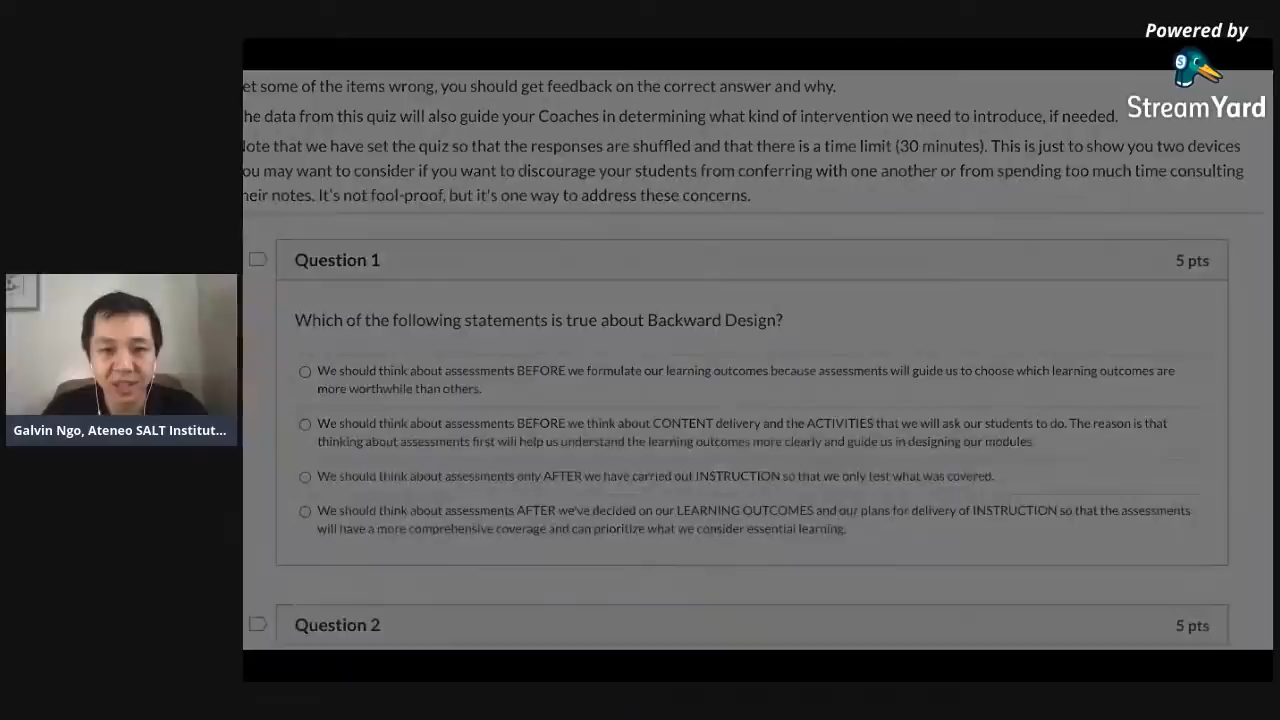 Powered by
StreamYard
et some of the items wrong, you should get feedback on the correct answer and why.
he data from this quiz will also guide your Coaches in determining what kind of intervention we need to introduce, if needed.
ote that we have set the quiz so that the responses are shuffled and that there is a time limit (30 minutes). This is just to show you two devices
ou may want to consider if you want to discourage your students from conferring with one another or from spending too much time consulting
heir notes. It's not fool-proof, but it's one way to address these concerns.
Question 1 5 pts
Which of the following statements is true about Backward Design?
We should think about assessments BEFORE we formulate our learning outcomes because assessments will guide us to choose which learning outcomes are
more worthwhile than others.
We should think about assessments BEFORE we think about CONTENT delivery and the ACTIVITIES that we will ask our students to do. The reason is that
thinking about assessments first will help us understand the learning outcomes more clearly and guide us in designing our modules.
We should think about assessments only AFTER we have carried out INSTRUCTION so that we only test what was covered.
We should think about assessments AFTER we've decided on our LEARNING OUTCOMES and our plans for delivery of INSTRUCTION so that the assessments
will have a more comprehensive coverage and can prioritize what we consider essential learning.
Galvin Ngo, Ateneo SALT Institut...
Question 2 5 pts